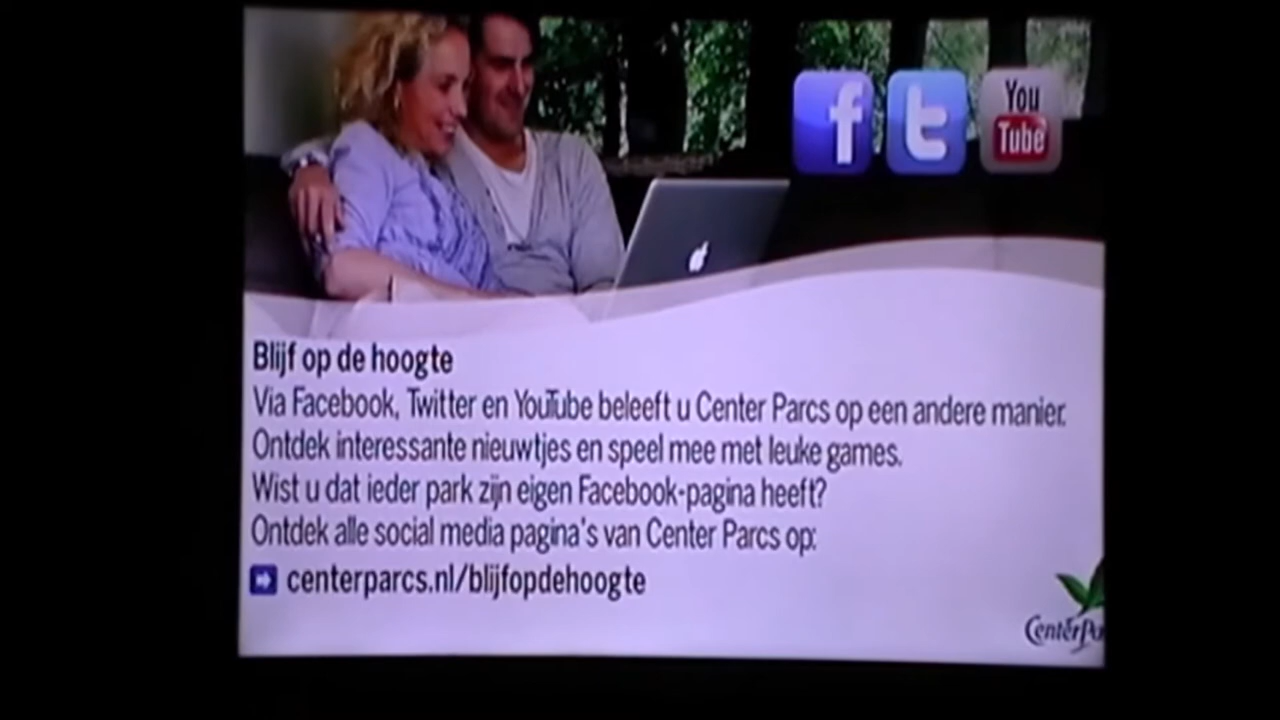 f t You
Tube
Blijf op de hoogte
Via Facebook, Twitter en YouTube beleeft u Center Parcs op een andere manier.
Ontdek interessante nieuwtjes en speel mee met leuke games.
Wist u dat ieder park zijn eigen Facebook-pagina heeft?
Ontdek alle social media pagina's van Center Parcs op:
centerparcs.nl/blijfopdehoogte
CenterPa